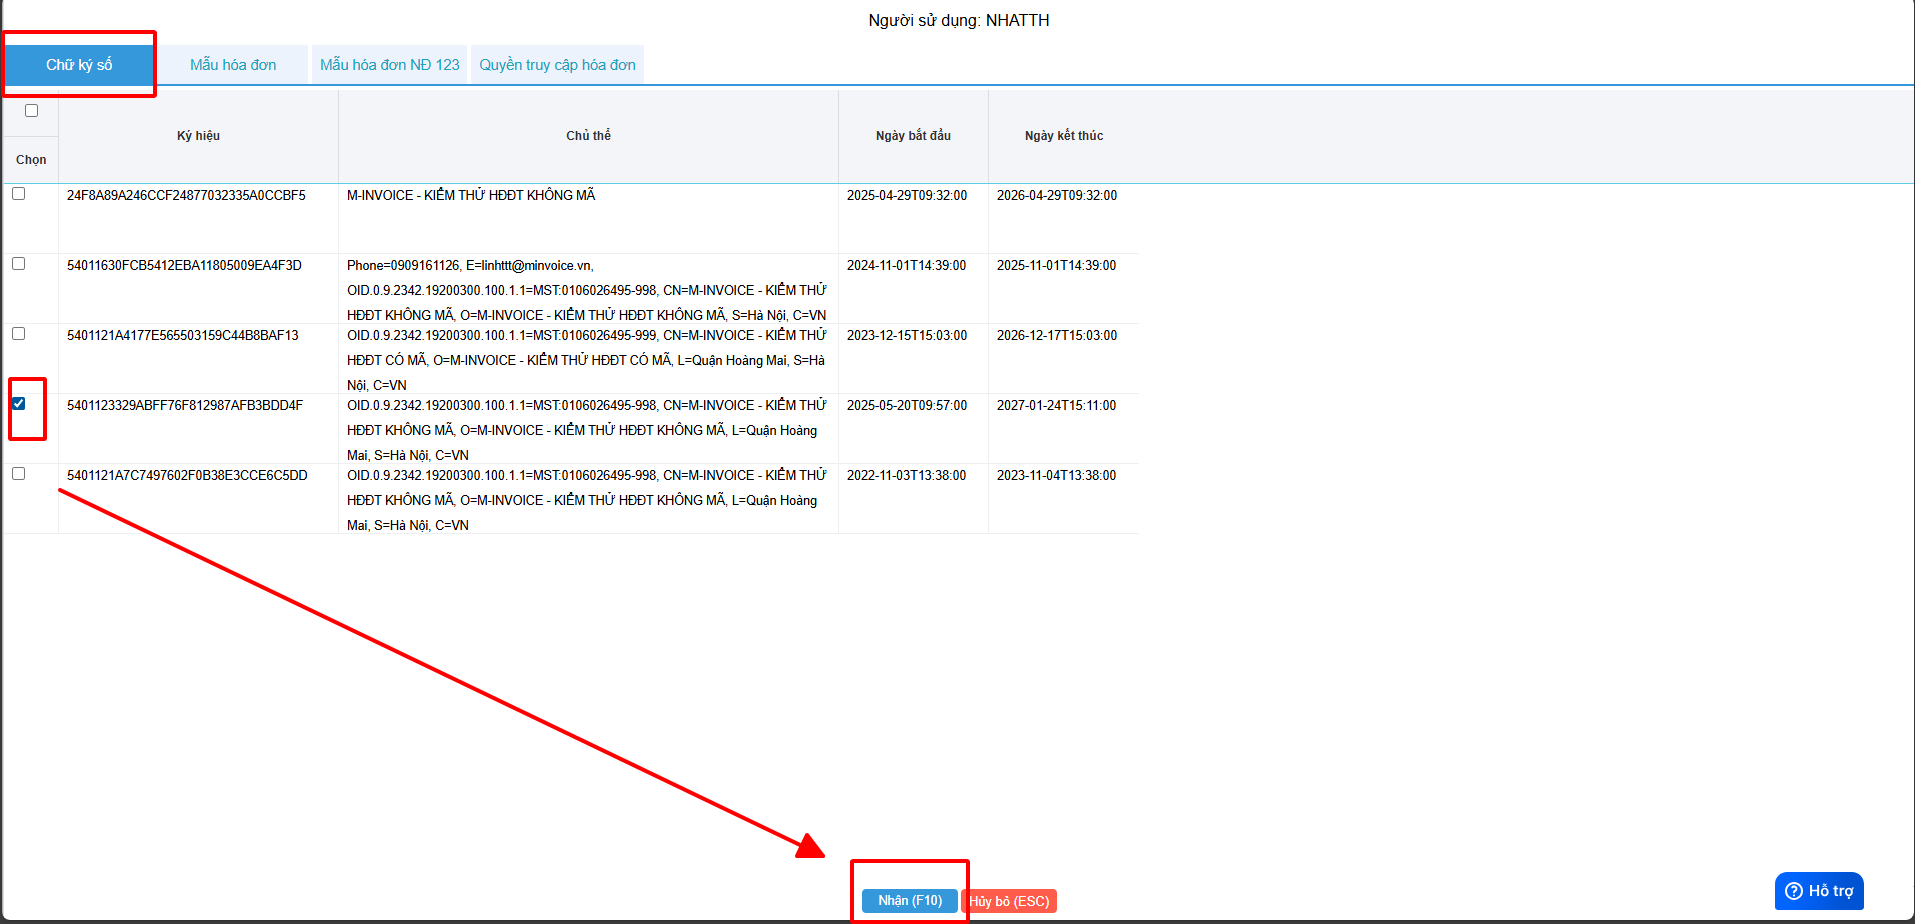 Người sử dụng: NHATTH
Chữ ký số
Mẫu hóa đơn
Mẫu hóa đơn NĐ 123
Quyền truy cập hóa đơn
Chọn
Ký hiệu
Chủ thể
Ngày bắt đầu
Ngày kết thúc
24F8A89A246CCF24877032335A0CCBF5
M-INVOICE - KIỂM THỬ HĐĐT KHÔNG MÃ
2025-04-29T09:32:00
2026-04-29T09:32:00
54011630FCB5412EBA11805009EA4F3D
Phone=0909161126, E=linhttt@minvoice.vn,
OID.0.9.2342.19200300.100.1.1=MST:0106026495-998, CN=M-INVOICE - KIỂM THỬ
HĐĐT KHÔNG MÃ, O=M-INVOICE - KIỂM THỬ HĐĐT KHÔNG MÃ, S=Hà Nội, C=VN
2024-11-01T14:39:00
2025-11-01T14:39:00
5401121A4177E565503159C44B8BAF13
OID.0.9.2342.19200300.100.1.1=MST:0106026495-999, CN=M-INVOICE - KIỂM THỬ
HĐĐT CÓ MÃ, O=M-INVOICE - KIỂM THỬ HĐĐT CÓ MÃ, L=Quận Hoàng Mai, S=Hà
Nội, C=VN
2023-12-15T15:03:00
2026-12-17T15:03:00
5401123329ABFF76F812987AFB3BDD4F
OID.0.9.2342.19200300.100.1.1=MST:0106026495-998, CN=M-INVOICE - KIỂM THỬ
HĐĐT KHÔNG MÃ, O=M-INVOICE - KIỂM THỬ HĐĐT KHÔNG MÃ, L=Quận Hoàng
Mai, S=Hà Nội, C=VN
2025-05-20T09:57:00
2027-01-24T15:11:00
5401121A7C7497602F0B38E3CCE6C5DD
OID.0.9.2342.19200300.100.1.1=MST:0106026495-998, CN=M-INVOICE - KIỂM THỬ
HĐĐT KHÔNG MÃ, O=M-INVOICE - KIỂM THỬ HĐĐT KHÔNG MÃ, L=Quận Hoàng
Mai, S=Hà Nội, C=VN
2022-11-03T13:38:00
2023-11-04T13:38:00
Nhận (F10)
Hủy bỏ (ESC)
Hỗ trợ